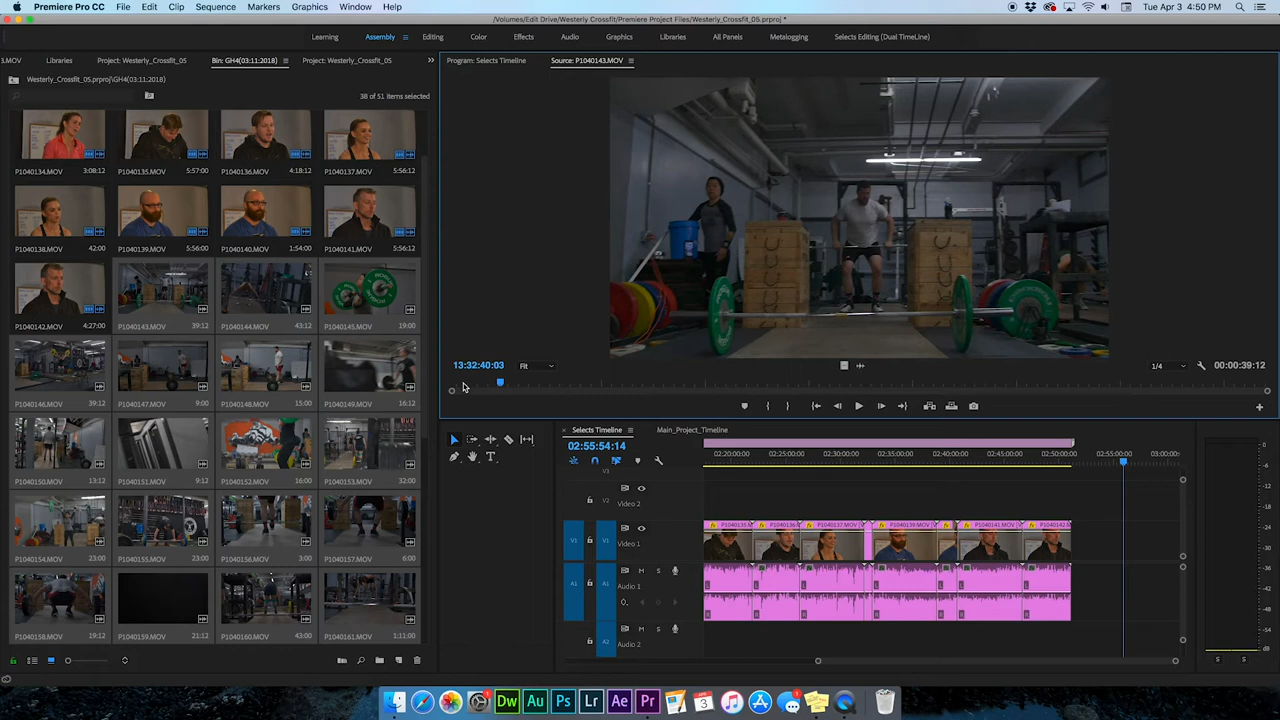 Premiere Pro CC File Edit Clip Sequence Markers Graphics Window Help Tue Apr 3 4:50 PM
/Volumes/Edit Drive/Westerly Crossfit/Premiere Project Files/Westerly_Crossfit_05.prproj *
Learning Assembly Editing Color Effects Audio Graphics Libraries All Panels Metalogging Selects Editing (Dual TimeLine)
3.MOV Libraries Project: Westerly_Crossfit_05 Bin: GH4(03:11:2018) Project: Westerly_Crossfit_05 Program: Selects Timeline Source: P1040143.MOV
Westerly_Crossfit_05.prproj\GH4(03:11:2018)
38 of 51 items selected
P1040134.MOV 3:08:12 P1040135.MOV 5:57:00 P1040136.MOV 4:18:12 P1040137.MOV 5:56:12
P1040138.MOV 42:00 P1040139.MOV 5:56:00 P1040140.MOV 1:54:00 P1040141.MOV 5:56:12
P1040142.MOV 4:27:00 P1040143.MOV 39:12 P1040144.MOV 43:12 P1040145.MOV 19:00
P1040146.MOV 39:12 P1040147.MOV 9:00 P1040148.MOV 15:00 P1040149.MOV 16:12
P1040150.MOV 13:12 P1040151.MOV 23:00 P1040152.MOV 16:00 P1040153.MOV 32:00
P1040154.MOV 23:00 P1040155.MOV 23:00 P1040156.MOV 3:00 P1040157.MOV 6:00
P1040158.MOV 19:12 P1040159.MOV 21:12 P1040160.MOV 43:00 P1040161.MOV 1:11:00
13:32:40:03 Fit 1/4 00:00:39:12
Selects Timeline Main_Project_Timeline
02:55:54:14
02:20:00:00 02:25:00:00 02:30:00:00 02:35:00:00 02:40:00:00 02:45:00:00 02:50:00:00 02:55:00:00 03:00:0
V3
V2 Video 2
V1 V1 Video 1
P1040135.M P1040136 P1040137.MOV P1040139.MOV P1040141.MOV P1040142.M
A1 A1 M S Audio 1
A2 M S Audio 2
0
-6
-12
-18
-24
-30
-36
-42
-48
-54
dB
S S
Dw Au Ps Lr Ae Pr
APR
3